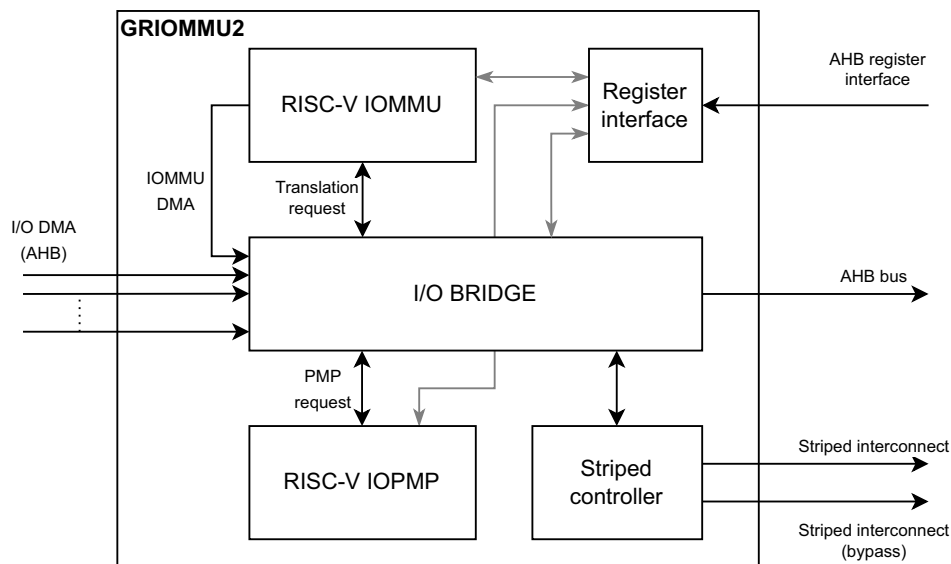 GRIOMMU2
RISC-V IOMMU
Register
interface
AHB register
interface
IOMMU
DMA
Translation
request
I/O DMA
(AHB)
I/O BRIDGE
AHB bus
PMP
request
RISC-V IOPMP
Striped
controller
Striped interconnect
Striped interconnect
(bypass)